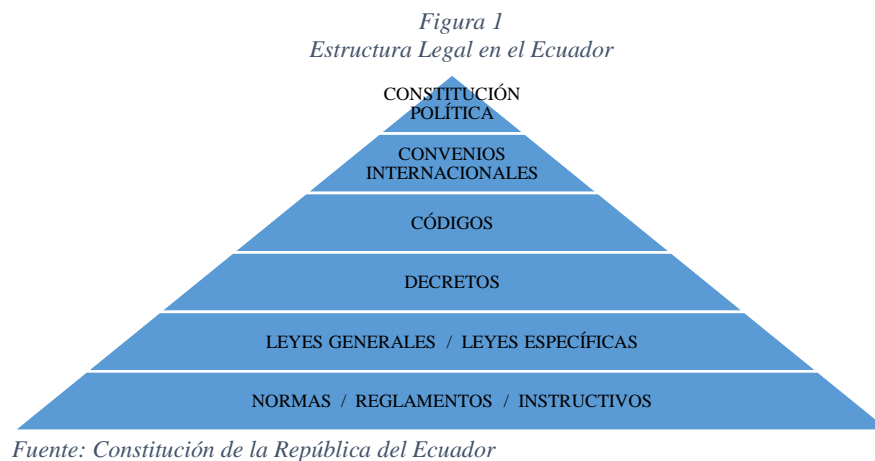 Figura 1
Estructura Legal en el Ecuador
CONSTITUCIÓN
POLÍTICA
CONVENIOS
INTERNACIONALES
CÓDIGOS
DECRETOS
LEYES GENERALES / LEYES ESPECÍFICAS
NORMAS / REGLAMENTOS / INSTRUCTIVOS
Fuente: Constitución de la República del Ecuador